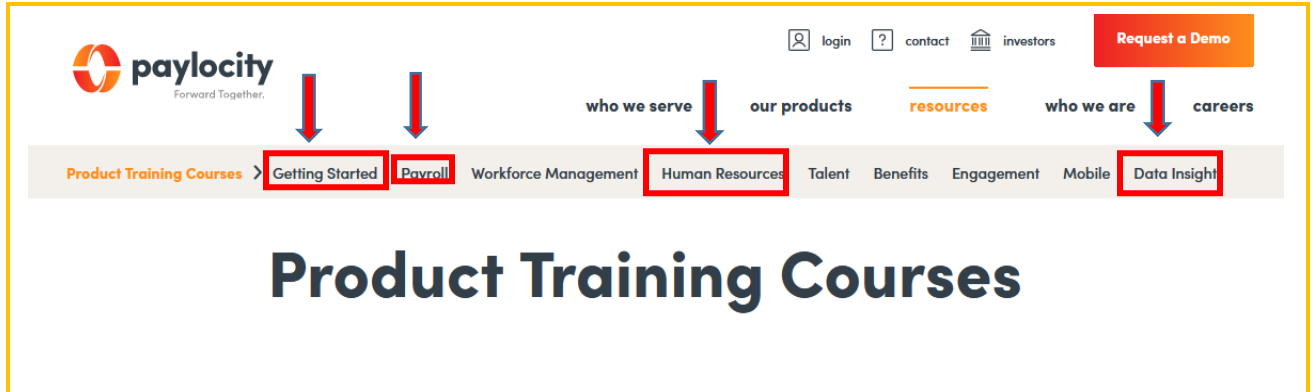 login ? contact investors Request a Demo
paylocity
Forward Together.
who we serve our products resources who we are careers
Product Training Courses > Getting Started Payroll Workforce Management Human Resources Talent Benefits Engagement Mobile Data Insights
Product Training Courses